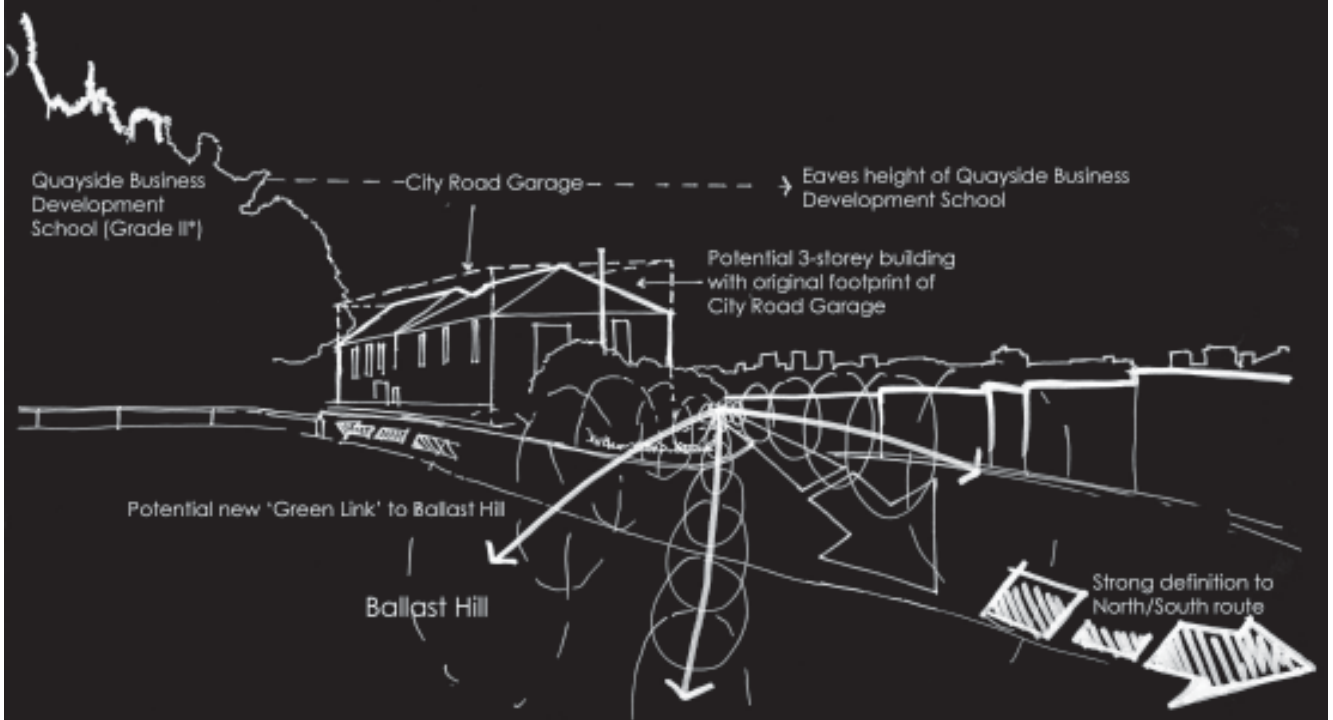 Quayside Business
Development
School (Grade II*)
City Road Garage
Eaves height of Quayside Business
Development School
Potential 3-storey building
with original footprint of
City Road Garage
Potential new ‘Green Link’ to Ballast Hill
Ballast Hill
Strong definition to
North/South route